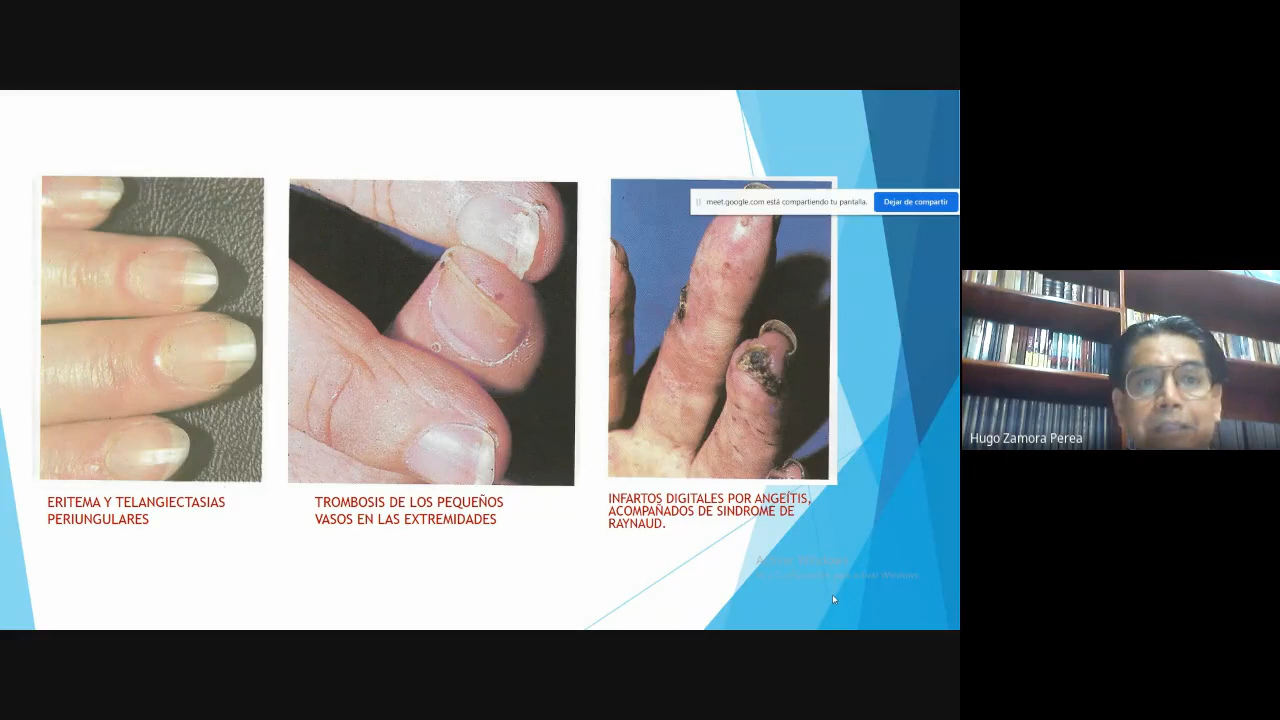 meet.google.com está compartiendo tu pantalla.
Dejar de compartir
ERITEMA Y TELANGIECTASIAS
PERIUNGULARES
TROMBOSIS DE LOS PEQUEÑOS
VASOS EN LAS EXTREMIDADES
INFARTOS DIGITALES POR ANGEÍTIS,
ACOMPAÑADOS DE SINDROME DE
RAYNAUD.
Hugo Zamora Perea